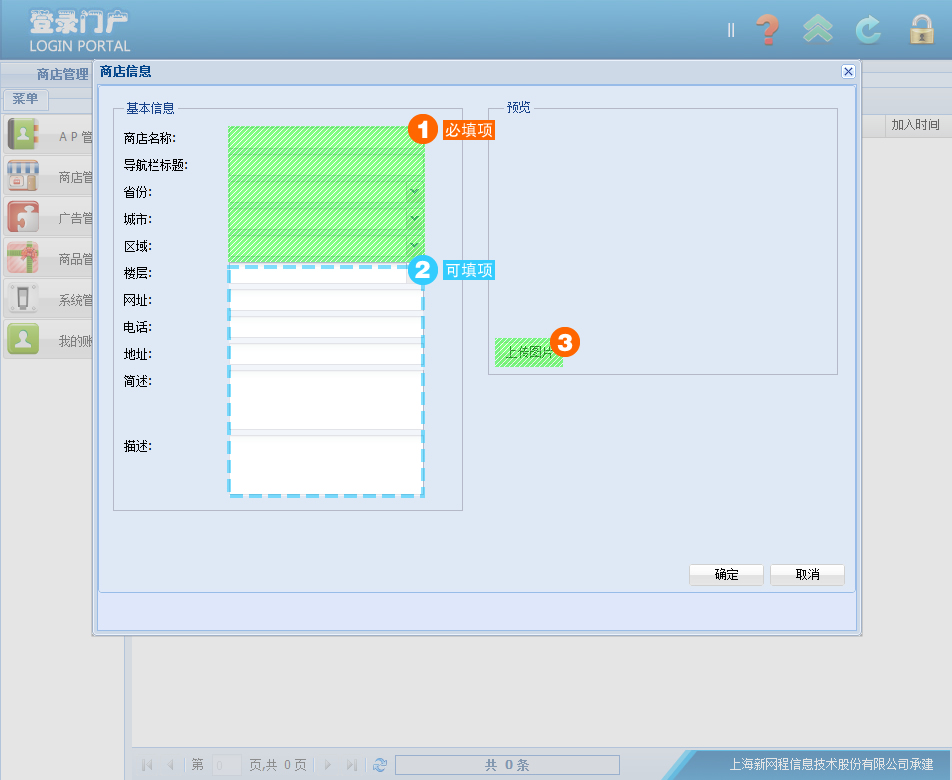 登录门户
LOGIN PORTAL
商店管理
商店信息
菜单
基本信息
预览
加入时间
商店名称:
1 必填项
AP管
导航栏标题:
商店管
省份:
广告管
城市:
商品管
区域:
楼层:
2 可填项
系统管
网址:
电话:
我的账
地址:
上传图片
3
简述:
描述:
确定
取消
第 0 页,共 0 页
共 0 条
上海新网程信息技术股份有限公司承建